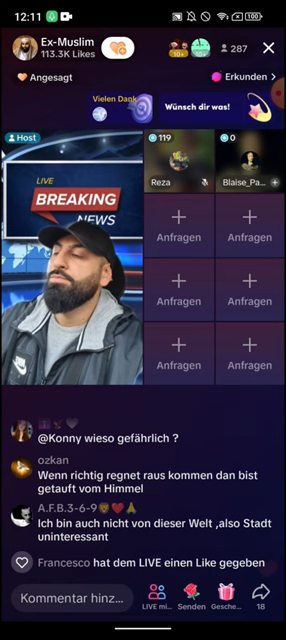 12:11
100
Ex-Muslim
113.3K Likes
10+
10+
287
Angesagt
Erkunden
Vielen Dank
Wünsch dir was!
Host
LIVE
BREAKING
NEWS
119
Reza
0
Blaise_Pa...
Anfragen
Anfragen
Anfragen
Anfragen
Anfragen
Anfragen
@Konny wieso gefährlich ?
ozkan
Wenn richtig regnet raus kommen dan bist
getauft vom Himmel
A.F.B.3-6-9🦁❤️🙏
Ich bin auch nicht von dieser Welt ,also Stadt
uninteressant
Francesco hat dem LIVE einen Like gegeben
Kommentar hinz...
LIVE mi...
Senden
Gesche...
18